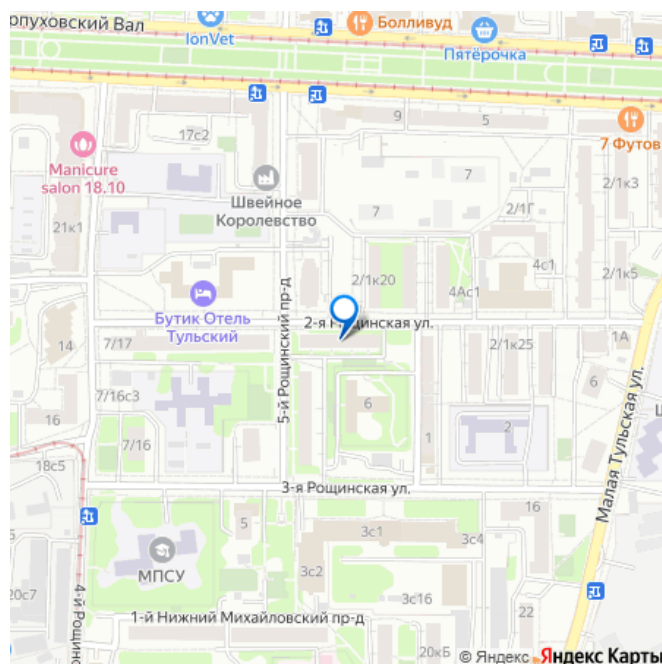 рпуховский Вал
Болливуд
IonVet
Пятёрочка
9
5
7 Футов
17с2
Manicure
salon 18.10
7
2/1к3
Швейное
Королевство
7
2/1Г
21к1
4с1
2/1к5
2/1к20
4Ас1
Бутик Отель
Тульский
5-й Рощинский пр-д
2-я Рощинская ул.
14
7/17
2/1к25
1А
7/16с3
6
6
16
7/16
1
2
Малая Тульская ул.
18с5
3-я Рощинская ул.
16
5
3с1
3с4
МПСУ
3с2
4-й Рощино
20с7
3с16
22
1-й Нижний Михайловский пр-д
20кБ
© Яндекс Яндекс Карты